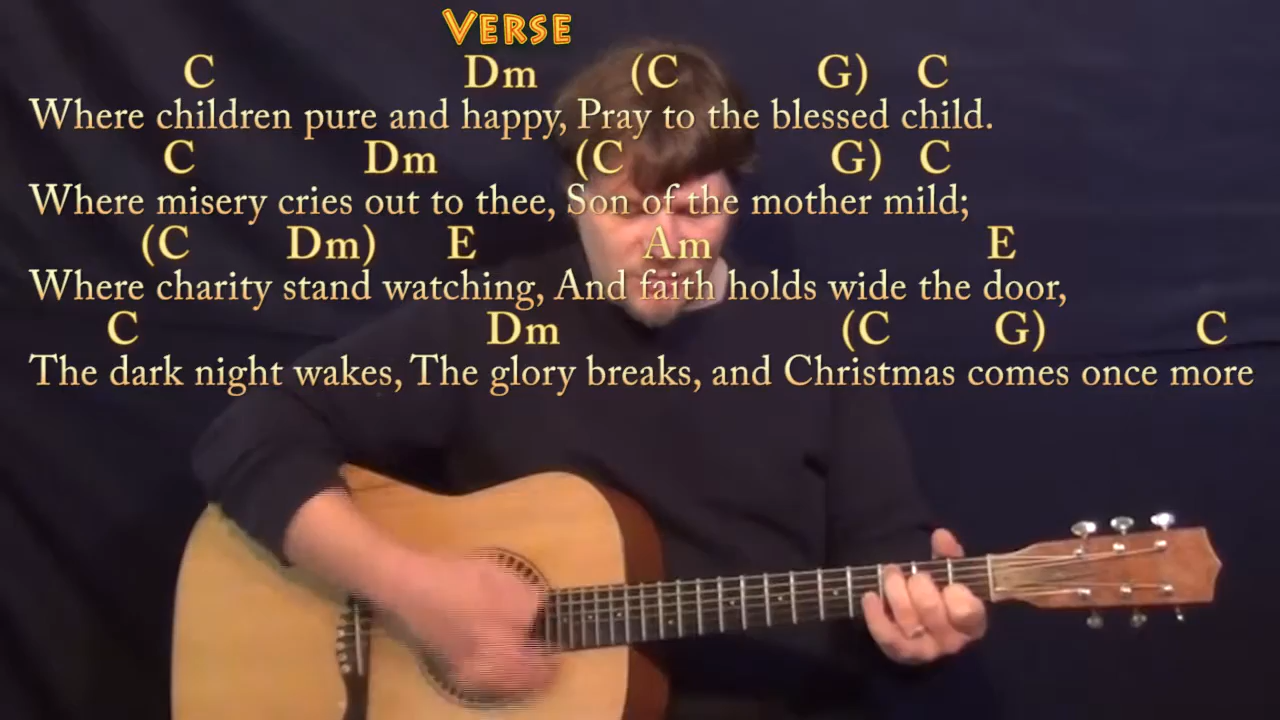 VERSE
C Dm (C G) C
Where children pure and happy, Pray to the blessed child.
C Dm (C G) C
Where misery cries out to thee, Son of the mother mild;
(C Dm) E Am E
Where charity stand watching, And faith holds wide the door,
C Dm (C G) C
The dark night wakes, The glory breaks, and Christmas comes once more